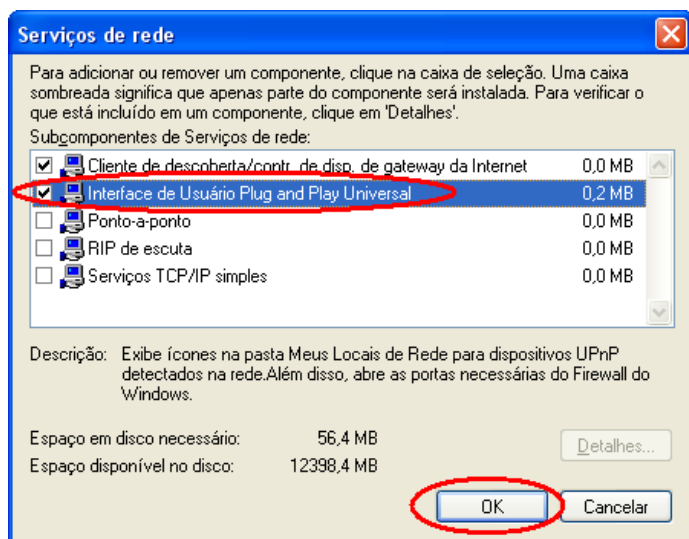 Serviços de rede
Para adicionar ou remover um componente, clique na caixa de seleção. Uma caixa
sombreada significa que apenas parte do componente será instalada. Para verificar o
que está incluído em um componente, clique em 'Detalhes'.
Subcomponentes de Serviços de rede:
Cliente de descoberta/contr. de disp. de gateway da Internet 0,0 MB
Interface de Usuário Plug and Play Universal 0,2 MB
Ponto-a-ponto 0,0 MB
RIP de escuta 0,0 MB
Serviços TCP/IP simples 0,0 MB
Descrição: Exibe ícones na pasta Meus Locais de Rede para dispositivos UPnP
detectados na rede.Além disso, abre as portas necessárias do Firewall do
Windows.
Espaço em disco necessário: 56,4 MB
Detalhes...
Espaço disponível no disco: 12398,4 MB
OK Cancelar